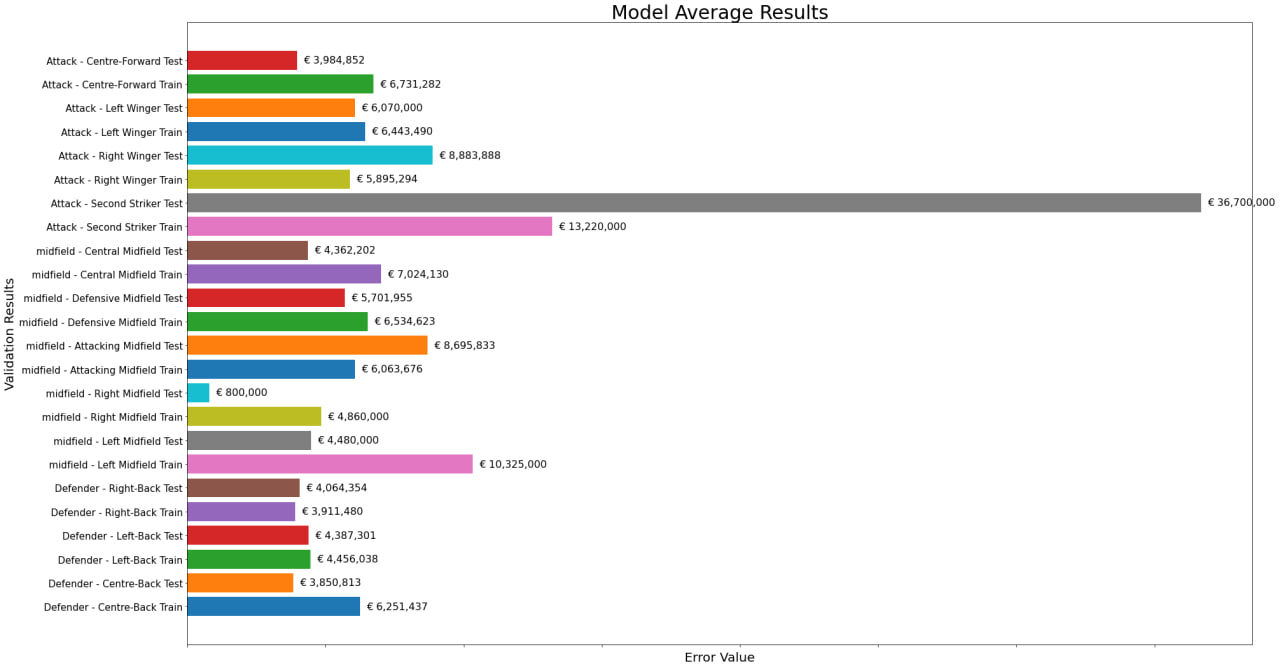 Model Average Results
Attack - Centre-Forward Test € 3,984,852
Attack - Centre-Forward Train € 6,731,282
Attack - Left Winger Test € 6,070,000
Attack - Left Winger Train € 6,443,490
Attack - Right Winger Test € 8,883,888
Attack - Right Winger Train € 5,895,294
Attack - Second Striker Test € 36,700,000
Attack - Second Striker Train € 13,220,000
midfield - Central Midfield Test € 4,362,202
midfield - Central Midfield Train € 7,024,130
midfield - Defensive Midfield Test € 5,701,955
midfield - Defensive Midfield Train € 6,534,623
midfield - Attacking Midfield Test € 8,695,833
midfield - Attacking Midfield Train € 6,063,676
midfield - Right Midfield Test € 800,000
midfield - Right Midfield Train € 4,860,000
midfield - Left Midfield Test € 4,480,000
midfield - Left Midfield Train € 10,325,000
Defender - Right-Back Test € 4,064,354
Defender - Right-Back Train € 3,911,480
Defender - Left-Back Test € 4,387,301
Defender - Left-Back Train € 4,456,038
Defender - Centre-Back Test € 3,850,813
Defender - Centre-Back Train € 6,251,437
Validation Results
Error Value